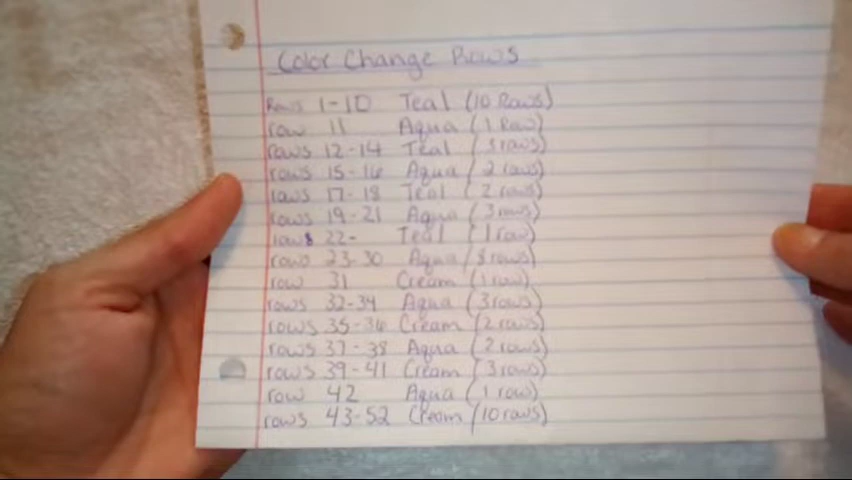 Color Change Rows
Rows 1-10 Teal (10 Rows)
row 11 Aqua (1 Row)
rows 12-14 Teal (3 rows)
rows 15-16 Aqua (2 rows)
rows 17-18 Teal (2 rows)
rows 19-21 Aqua (3 rows)
rows 22- Teal (1 row)
rows 23-30 Aqua (8 rows)
row 31 Cream (1 row)
rows 32-34 Aqua (3 rows)
rows 35-36 Cream (2 rows)
rows 37-38 Aqua (2 rows)
rows 39-41 Cream (3 rows)
row 42 Aqua (1 row)
rows 43-52 Cream (10 rows)